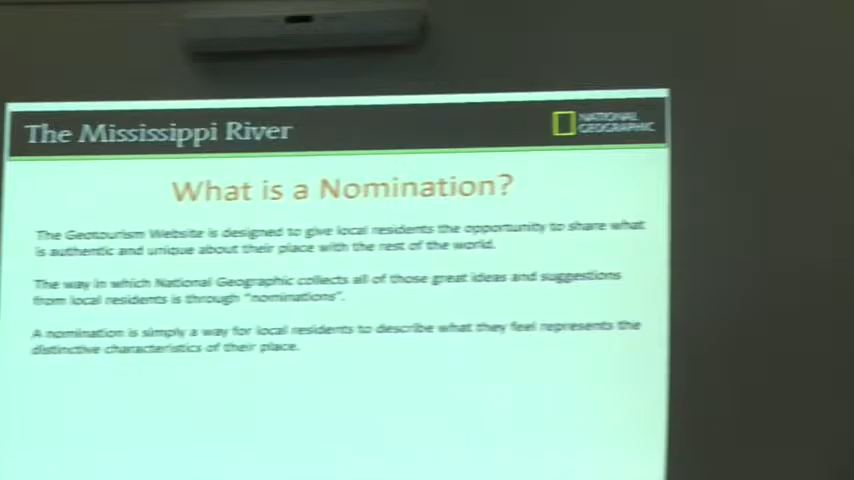 The Mississippi River
NATIONAL
GEOGRAPHIC
What is a Nomination?
The Geotourism Website is designed to give local residents the opportunity to share what
is authentic and unique about their place with the rest of the world.
The way in which National Geographic collects all of those great ideas and suggestions
from local residents is through "nominations".
A nomination is simply a way for local residents to describe what they feel represents the
distinctive characteristics of their place.